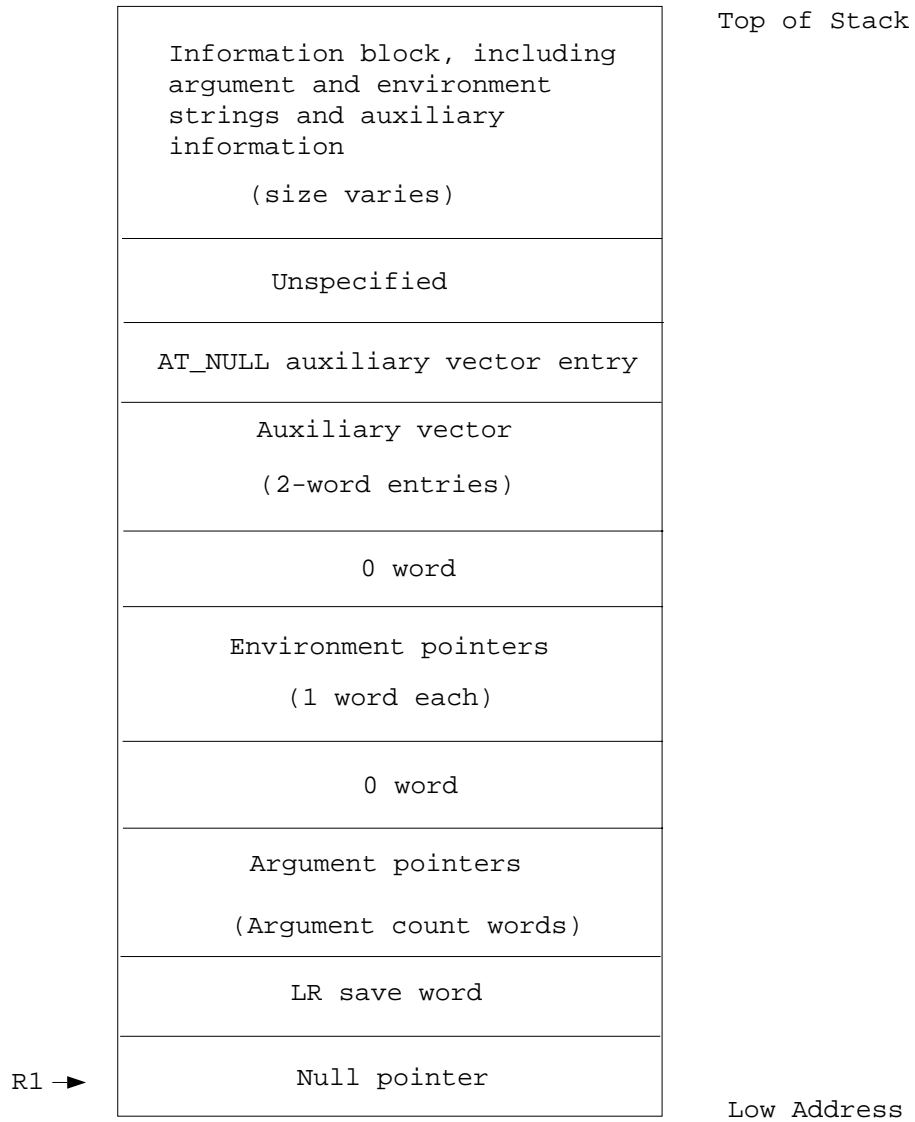 Top of Stack
Information block, including
argument and environment
strings and auxiliary
information
(size varies)
Unspecified
AT_NULL auxiliary vector entry
Auxiliary vector
(2-word entries)
0 word
Environment pointers
(1 word each)
0 word
Argument pointers
(Argument count words)
LR save word
R1
Null pointer
Low Address